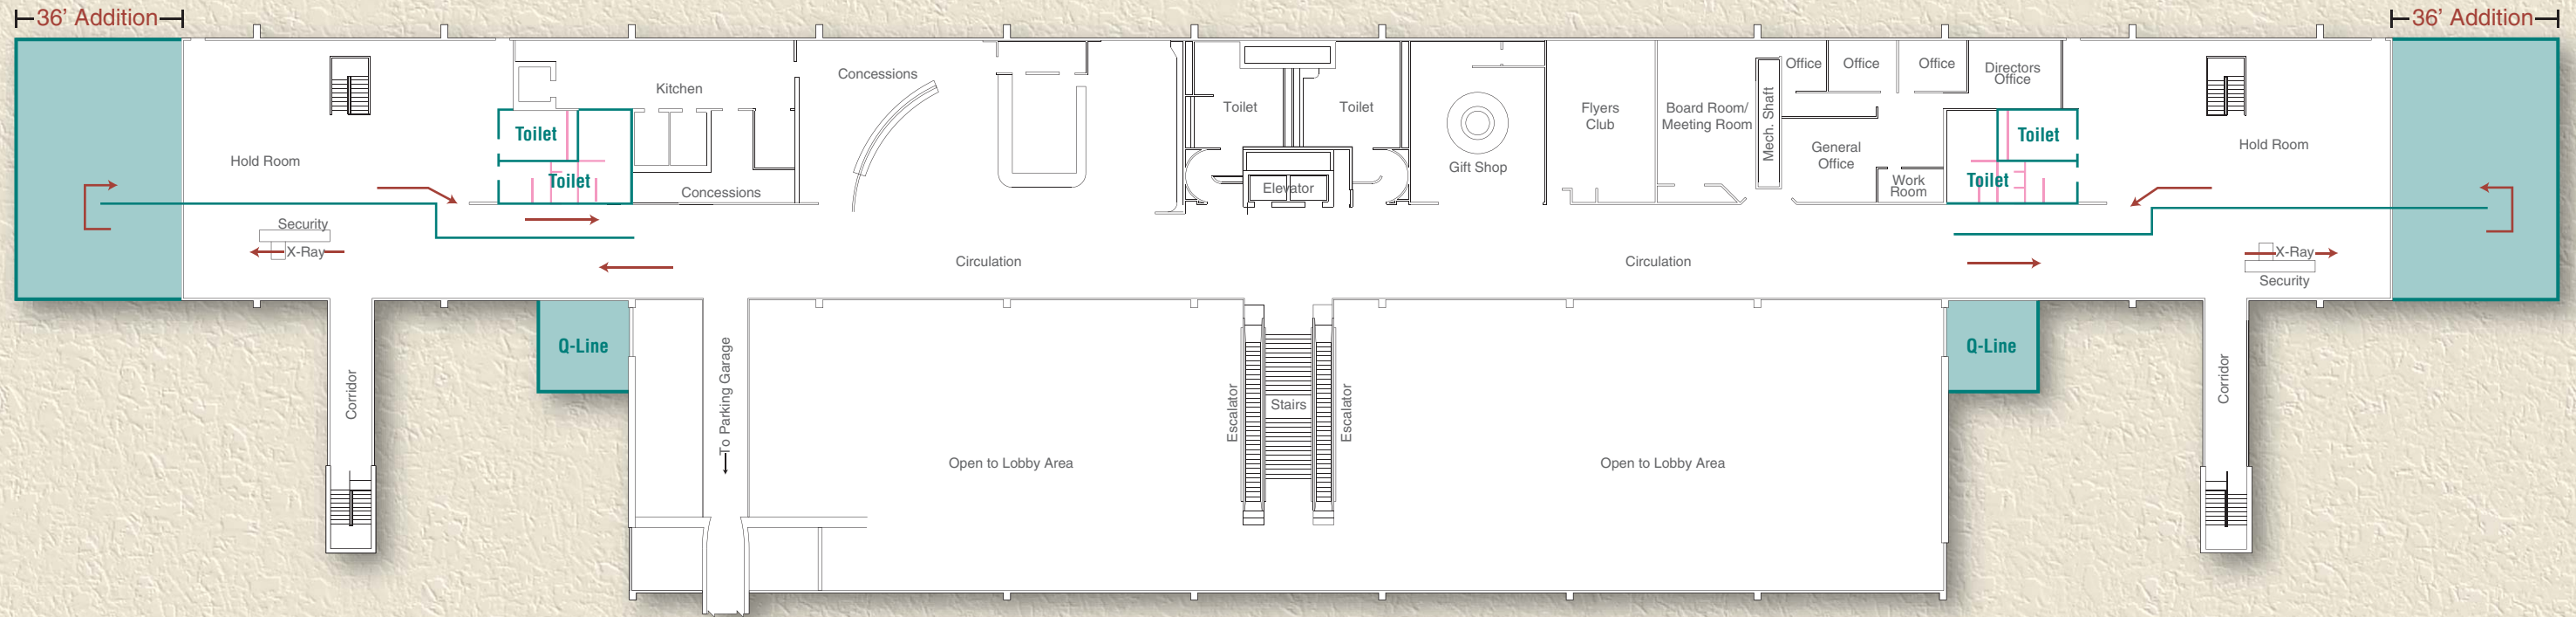 36’ Addition
36’ Addition
Kitchen
Concessions
Toilet
Toilet
Flyers
Club
Board Room/
Meeting Room
Mech. Shaft
Office
Office
Office
Directors
Office
Toilet
Toilet
Hold Room
Concessions
Elevator
Gift Shop
General
Office
Work
Room
Toilet
Toilet
Hold Room
Security
X-Ray
Circulation
Circulation
X-Ray
Security
Q-Line
Q-Line
Corridor
To Parking Garage
Escalator
Stairs
Escalator
Corridor
Open to Lobby Area
Open to Lobby Area